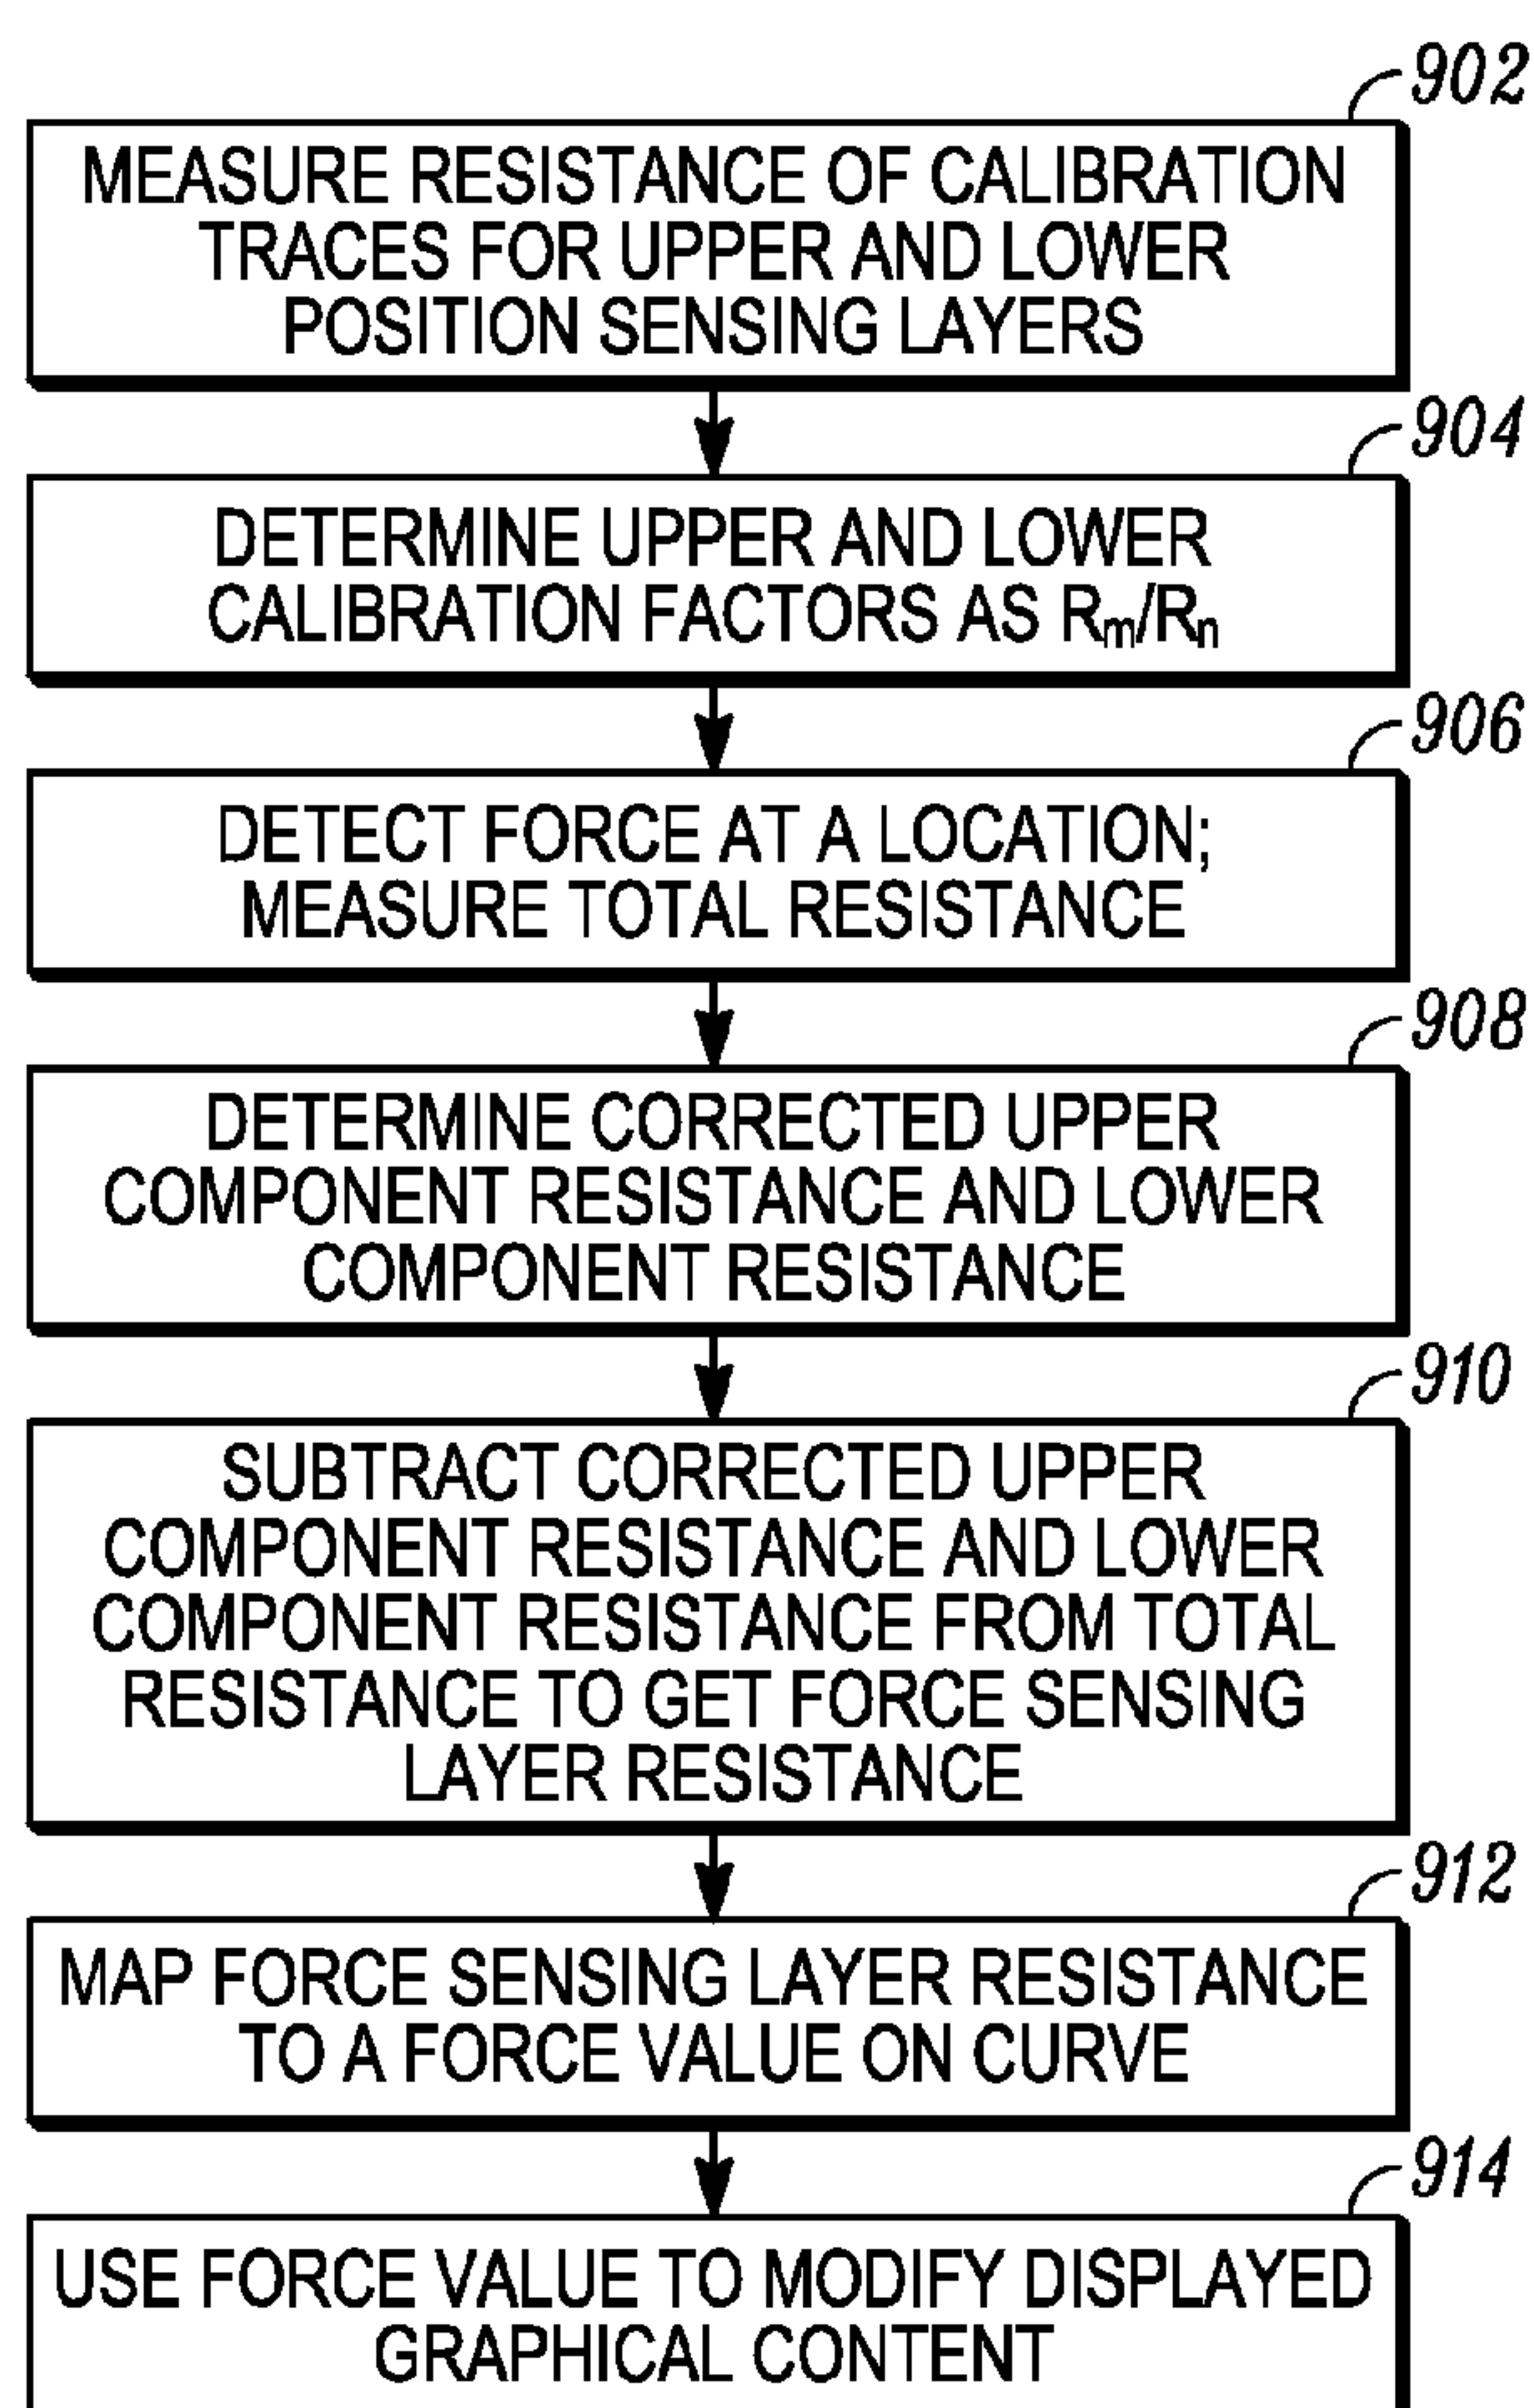 902
MEASURE RESISTANCE OF CALIBRATION
TRACES FOR UPPER AND LOWER
POSITION SENSING LAYERS
904
DETERMINE UPPER AND LOWER
CALIBRATION FACTORS AS Rm/Rn
906
DETECT FORCE AT A LOCATION;
MEASURE TOTAL RESISTANCE
908
DETERMINE CORRECTED UPPER
COMPONENT RESISTANCE AND LOWER
COMPONENT RESISTANCE
910
SUBTRACT CORRECTED UPPER
COMPONENT RESISTANCE AND LOWER
COMPONENT RESISTANCE FROM TOTAL
RESISTANCE TO GET FORCE SENSING
LAYER RESISTANCE
912
MAP FORCE SENSING LAYER RESISTANCE
TO A FORCE VALUE ON CURVE
914
USE FORCE VALUE TO MODIFY DISPLAYED
GRAPHICAL CONTENT